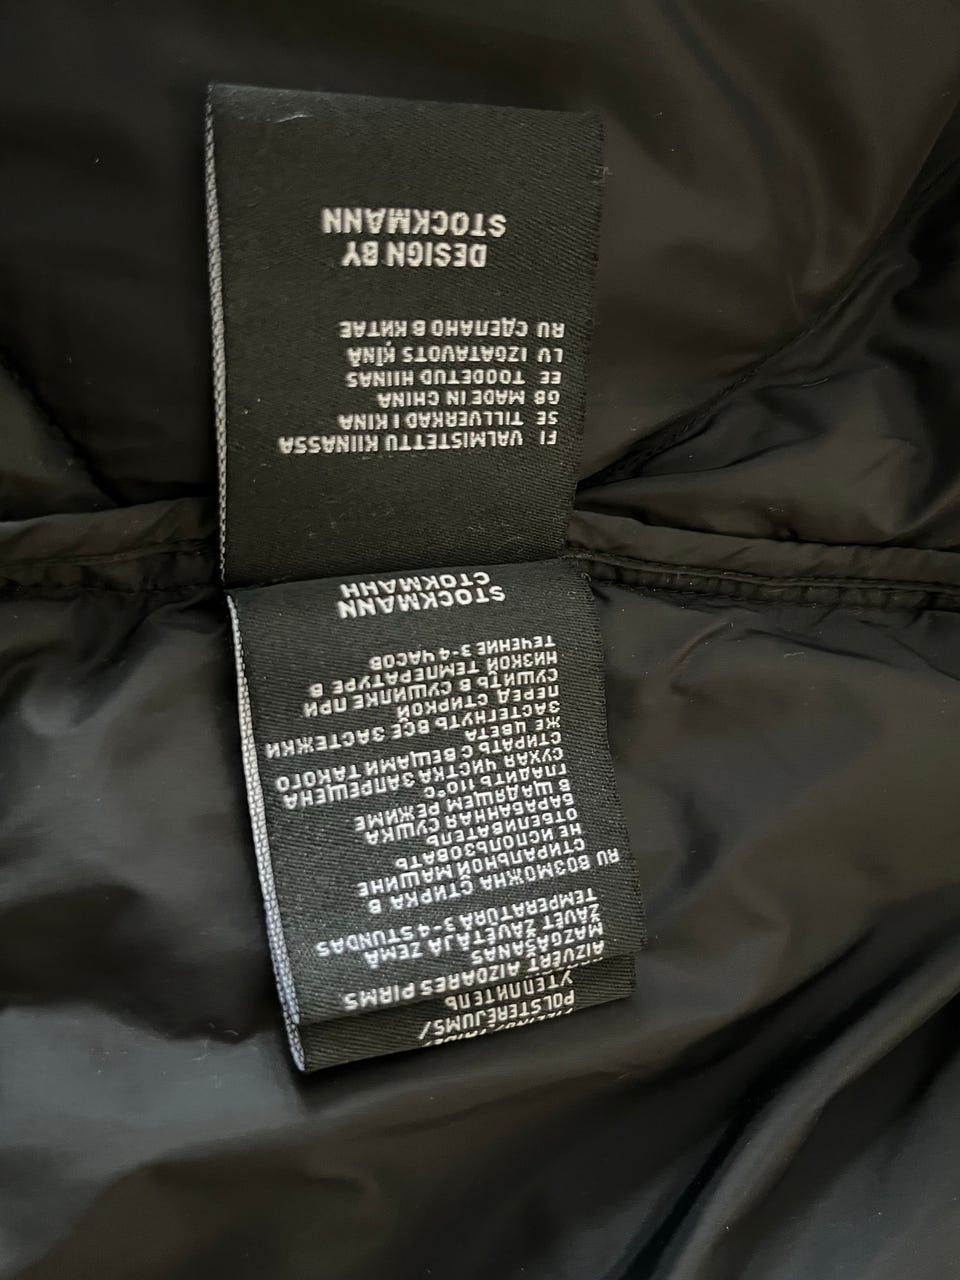 POLSTERĒJUMS/
УТЕПЛИТЕЛЬ
AIZVĒRT AIZDARES PIRMS
MAZGĀŠANAS
ŽĀVĒT ŽĀVĒTĀJĀ ZEMĀ
TEMPERATŪRĀ 3-4 STUNDAS
RU ВОЗМОЖНА СТИРКА В
СТИРАЛЬНОЙ МАШИНЕ
НЕ ИСПОЛЬЗОВАТЬ
ОТБЕЛИВАТЕЛЬ
БАРАБАННАЯ СУШКА
В ЩАДЯЩЕМ РЕЖИМЕ
ГЛАДИТЬ 110°C
СУХАЯ ЧИСТКА ЗАПРЕЩЕНА
СТИРАТЬ С ВЕЩАМИ ТАКОГО
ЖЕ ЦВЕТА
ЗАСТЕГНУТЬ ВСЕ ЗАСТЕЖКИ
ПЕРЕД СТИРКОЙ
СУШИТЬ В СУШИЛКЕ ПРИ
НИЗКОЙ ТЕМПЕРАТУРЕ В
ТЕЧЕНИЕ 3-4 ЧАСОВ
STOCKMANN
СТОКМАНН
FI VALMISTETTU KIINASSA
SE TILLVERKAD I KINA
GB MADE IN CHINA
EE TOODETUD HIINAS
LV IZGATAVOTS ĶĪNĀ
RU СДЕЛАНО В КИТАЕ
DESIGN BY
STOCKMANN